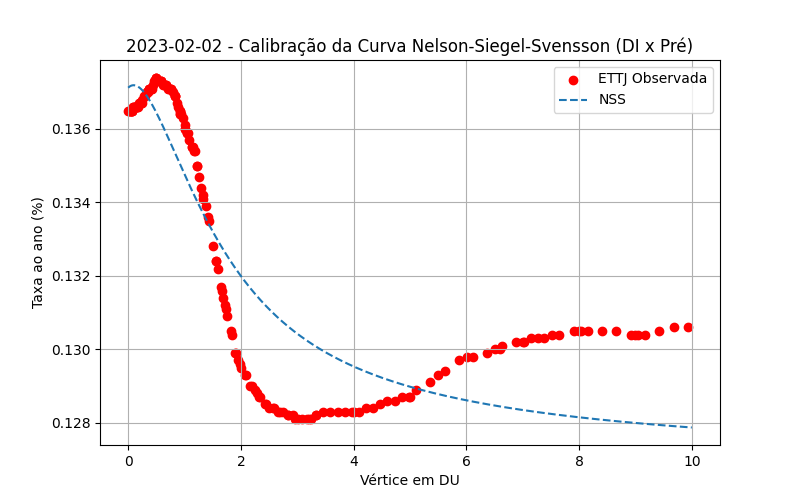 2023-02-02 - Calibração da Curva Nelson-Siegel-Svensson (DI x Pré)
ETTJ Observada
NSS
Taxa ao ano (%)
0.136
0.134
0.132
0.130
0.128
0 2 4 6 8 10
Vértice em DU